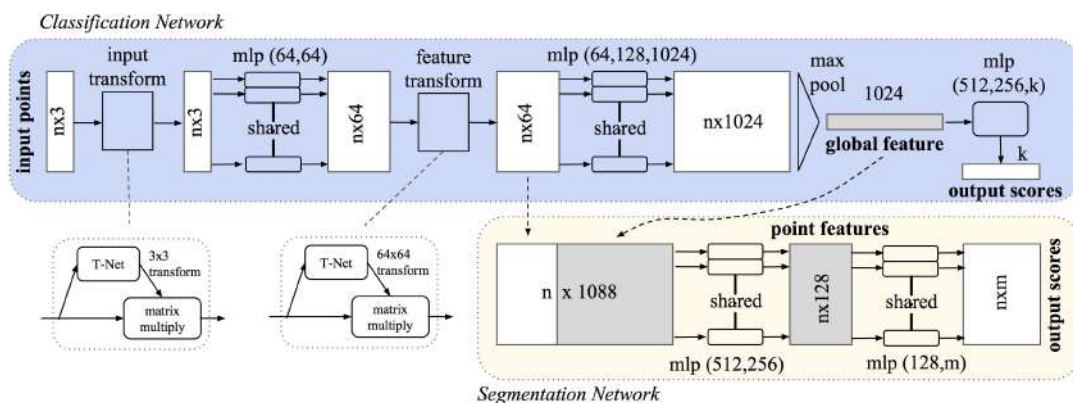 Classification Network
input points
nx3
input
transform
nx3
mlp (64,64)
shared
nx64
feature
transform
nx64
mlp (64,128,1024)
shared
nx1024
max
pool
1024
global feature
mlp
(512,256,k)
k
output scores
T-Net
3x3
transform
matrix
multiply
T-Net
64x64
transform
matrix
multiply
point features
n x 1088
shared
mlp (512,256)
nx128
shared
mlp (128,m)
nxm
output scores
Segmentation Network